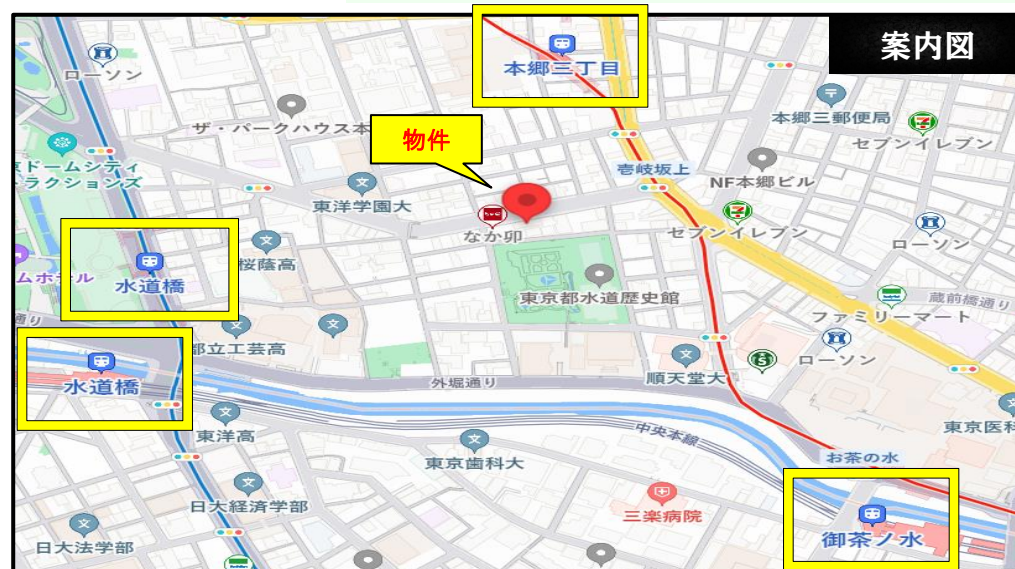 案内図
本郷三丁目
ローソン
本郷三郵便局
セブンイレブン
ザ・パークハウス本
物件
壱岐坂上
NF本郷ビル
ドームシティ
ラクションズ
東洋学園大
なか卯
セブンイレブン
ローソン
桜蔭高
水道橋
ムホテル
東京都水道歴史館
蔵前橋通り
ファミリーマート
通り
都立工芸高
ローソン
水道橋
外堀通り
順天堂大
東洋高
中央本線
東京医科
東京歯科大
お茶の水
日大経済学部
三楽病院
日大法学部
御茶ノ水